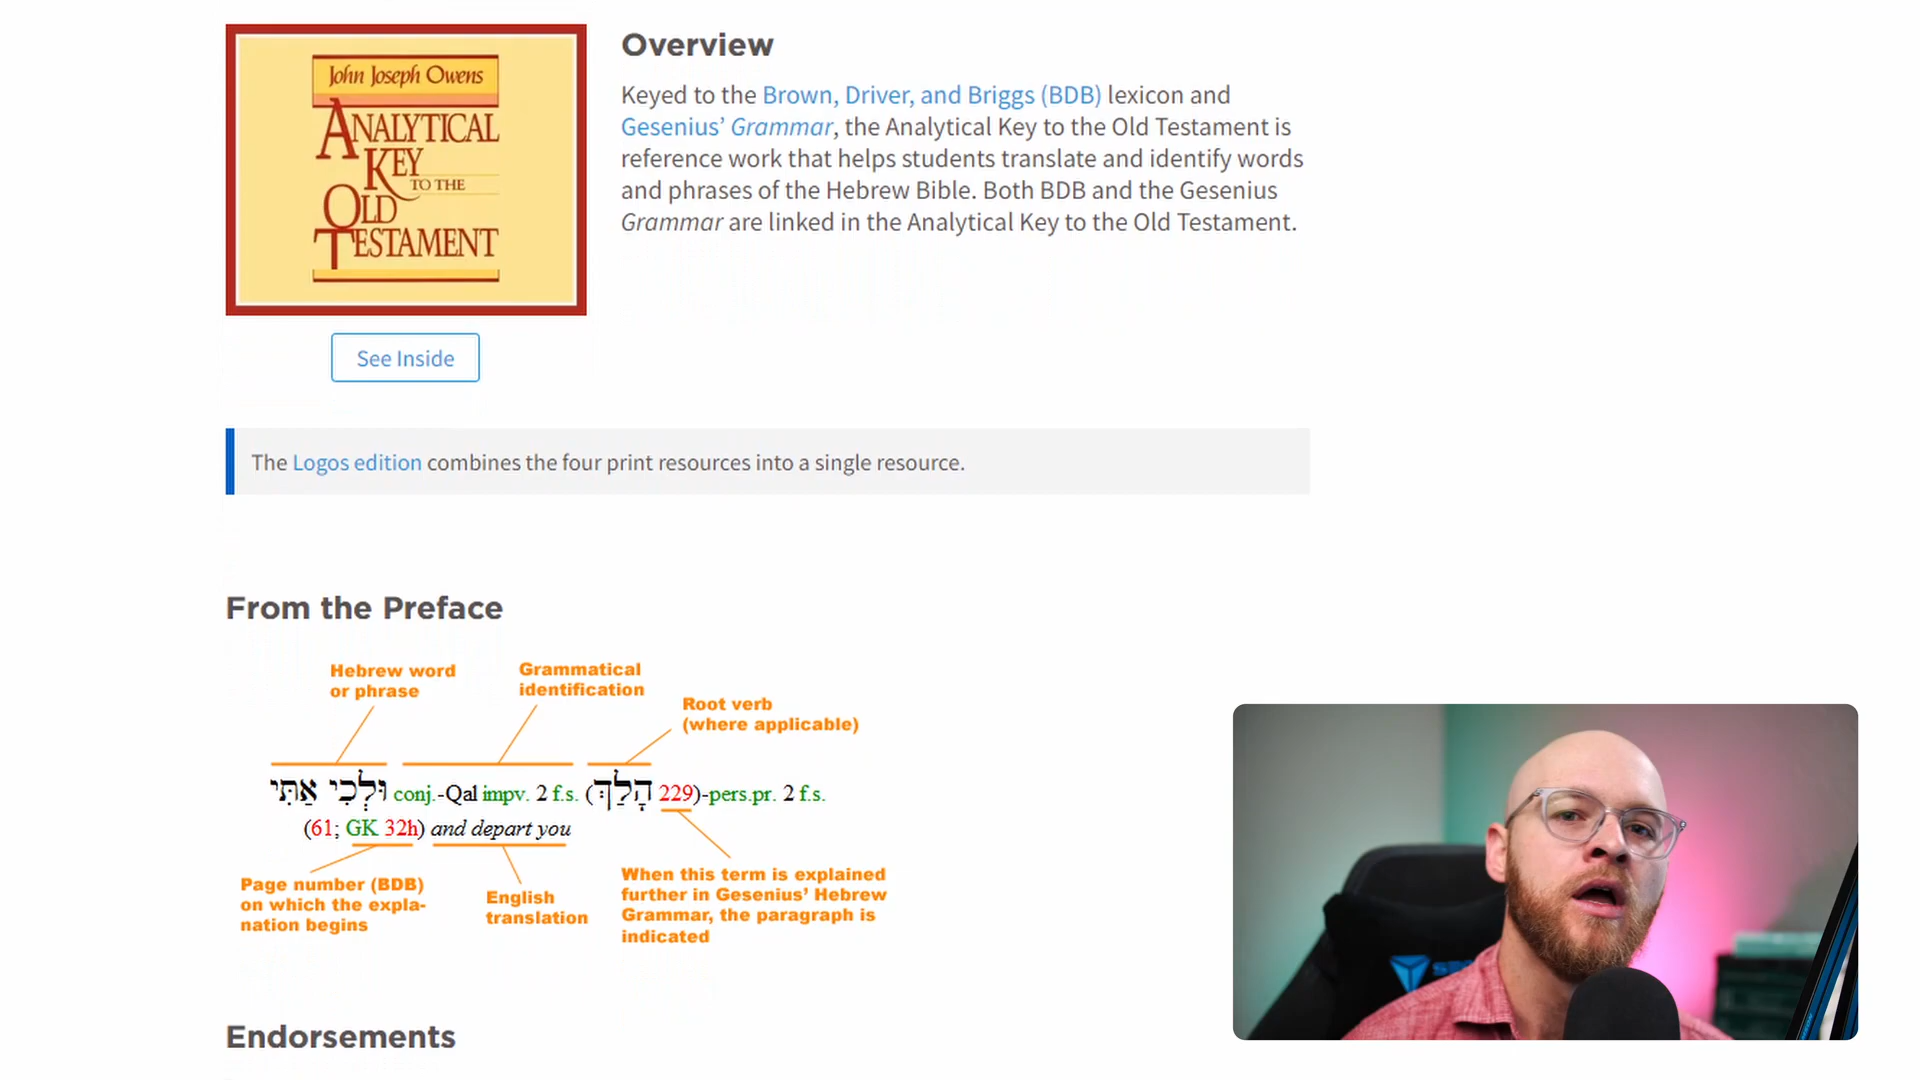 John Joseph Owens
ANALYTICAL
KEY
TO THE
OLD
TESTAMENT
See Inside
Overview
Keyed to the Brown, Driver, and Briggs (BDB) lexicon and
Gesenius’ Grammar, the Analytical Key to the Old Testament is
reference work that helps students translate and identify words
and phrases of the Hebrew Bible. Both BDB and the Gesenius
Grammar are linked in the Analytical Key to the Old Testament.
The Logos edition combines the four print resources into a single resource.
From the Preface
Hebrew word
or phrase
Grammatical
identification
Root verb
(where applicable)
וּלְכִי אַתִּי conj.-Qal impv. 2 f.s. (הָלַךְ 229)-pers.pr. 2 f.s.
(61; GK 32h) and depart you
Page number (BDB)
on which the expla-
nation begins
English
translation
When this term is explained
further in Gesenius’ Hebrew
Grammar, the paragraph is
indicated
Endorsements